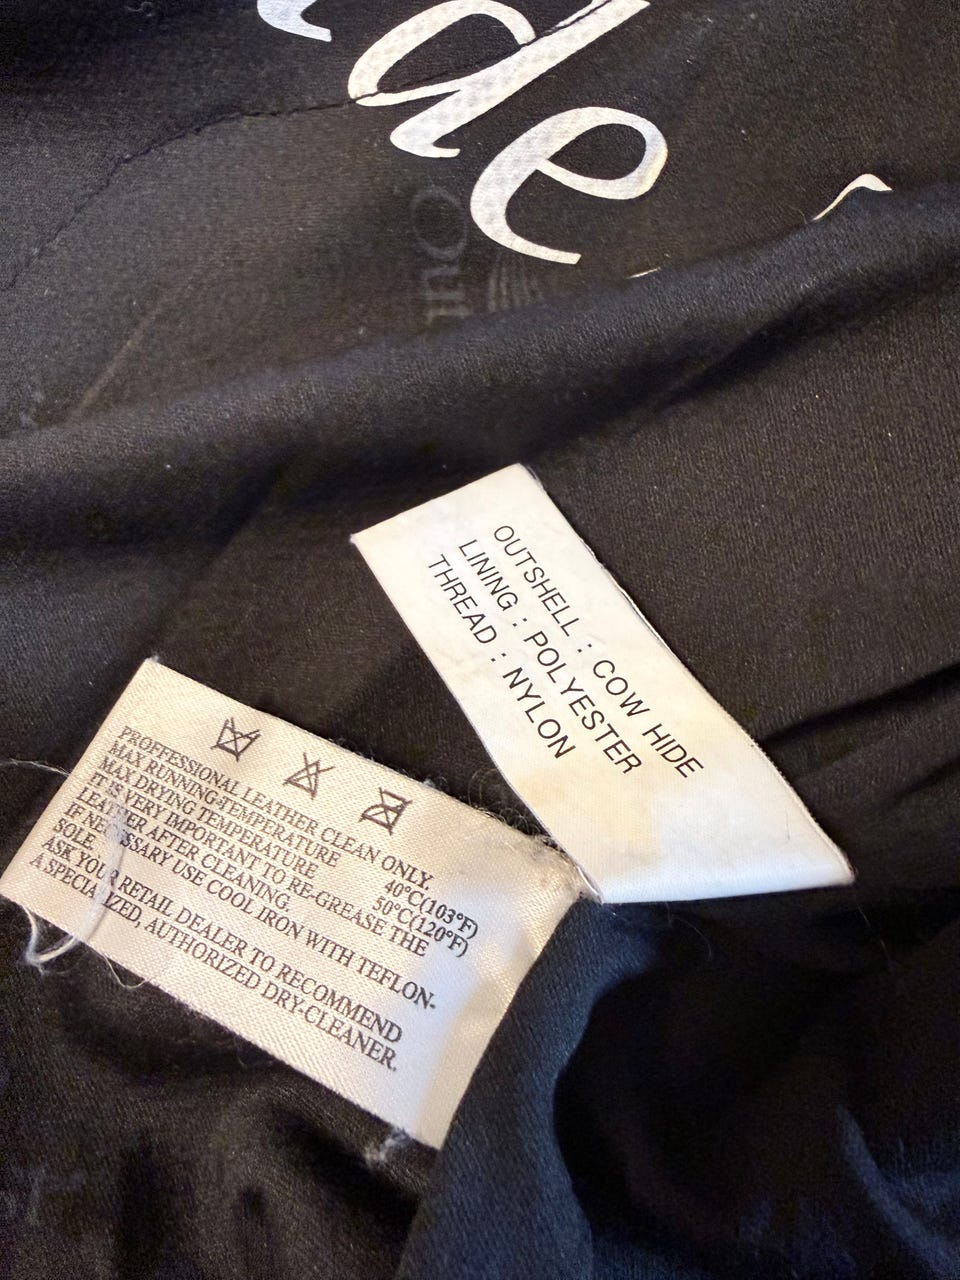 de
Ou
OUTSHELL : COW HIDE
LINING : POLYESTER
THREAD : NYLON
PROFFESSIONAL LEATHER CLEAN ONLY.
MAX RUNNING-TEMPERATURE 40°C(103°F)
MAX DRYING TEMPERATURE 50°C(120°F)
IT IS VERY IMPORTANT TO RE-GREASE THE
LEATHER AFTER CLEANING.
IF NECESSARY USE COOL IRON WITH TEFLON-
SOLE.
ASK YOUR RETAIL DEALER TO RECOMMEND
A SPECIALIZED, AUTHORIZED DRY-CLEANER.